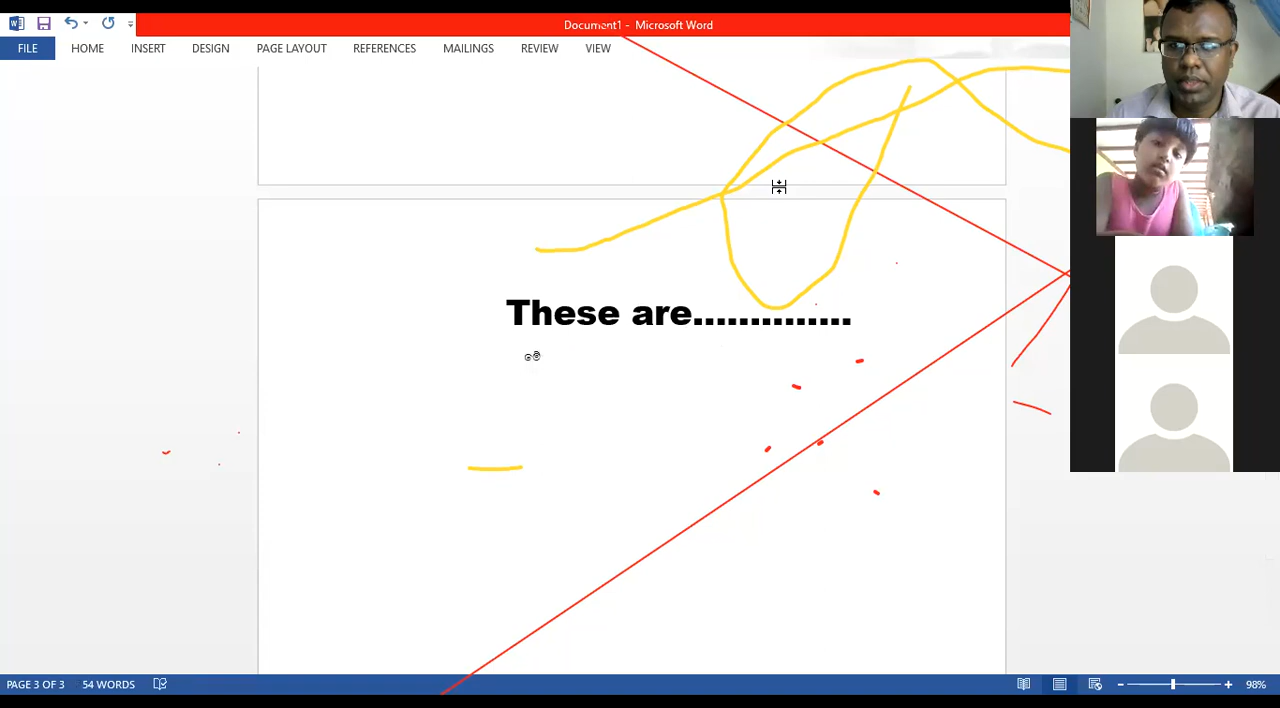 Document1 - Microsoft Word
FILE HOME INSERT DESIGN PAGE LAYOUT REFERENCES MAILINGS REVIEW VIEW
These are..............
PAGE 3 OF 3 54 WORDS 98%